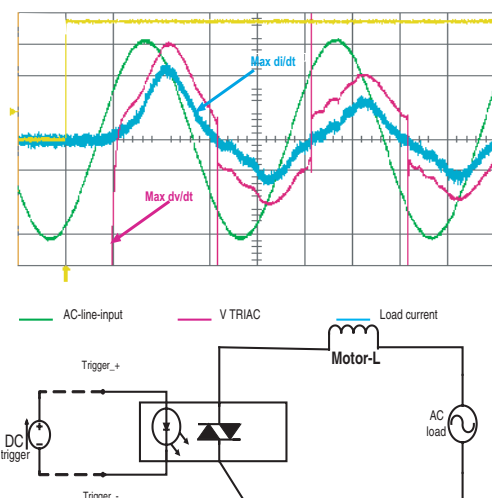 Max di/dt
Max dv/dt
AC-line-input
V TRIAC
Load current
Motor-L
Trigger_+
DC
trigger
AC
load
Trigger_-